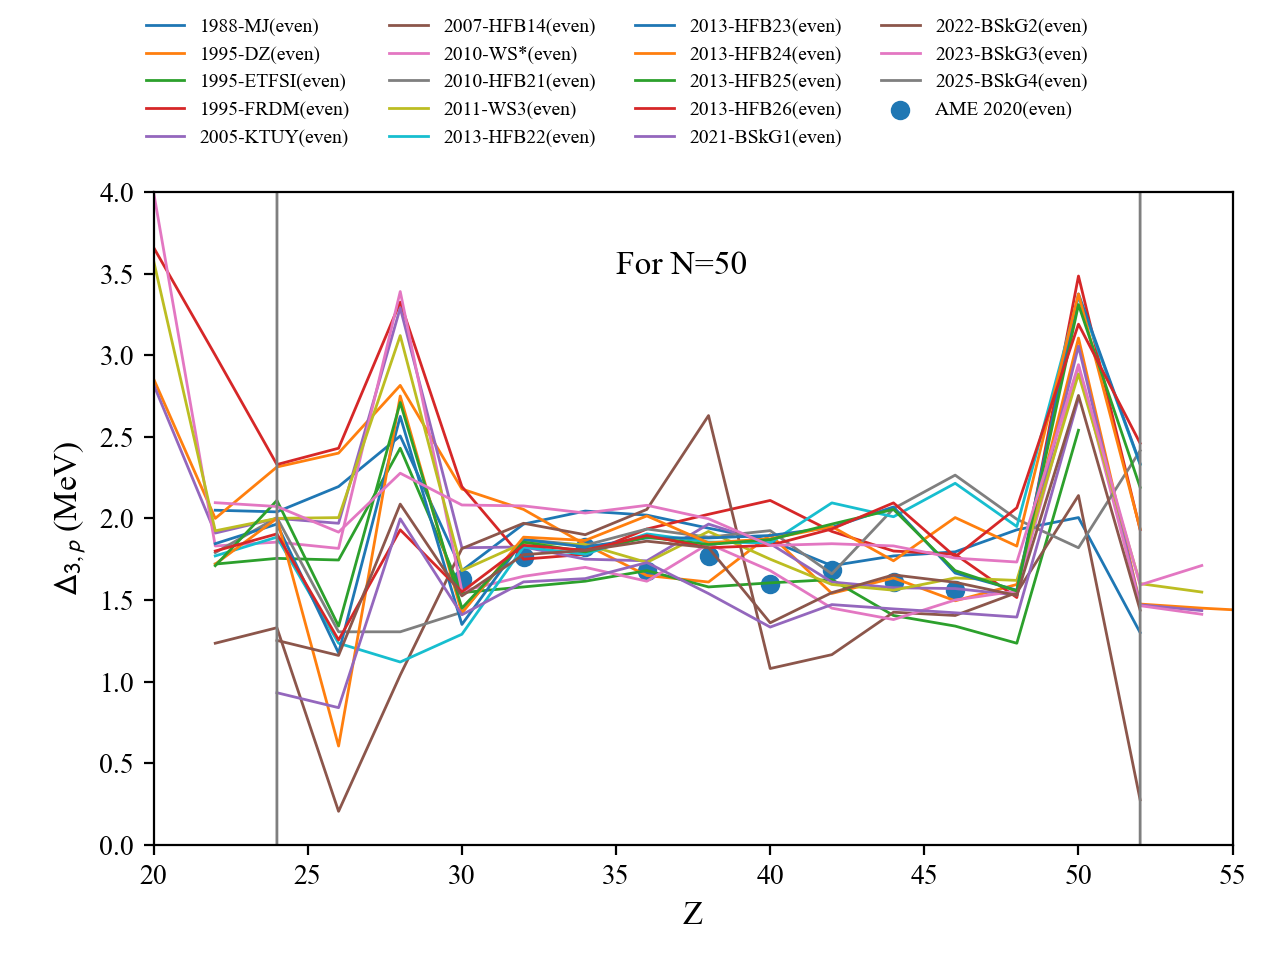 1988-MJ(even)
1995-DZ(even)
1995-ETFSI(even)
1995-FRDM(even)
2005-KTUY(even)
2007-HFB14(even)
2010-WS*(even)
2010-HFB21(even)
2011-WS3(even)
2013-HFB22(even)
2013-HFB23(even)
2013-HFB24(even)
2013-HFB25(even)
2013-HFB26(even)
2021-BSkG1(even)
2022-BSkG2(even)
2023-BSkG3(even)
2025-BSkG4(even)
AME 2020(even)
4.0
3.5
3.0
2.5
2.0
1.5
1.0
0.5
0.0
Δ3,p (MeV)
For N=50
20
25
30
35
40
45
50
55
Z